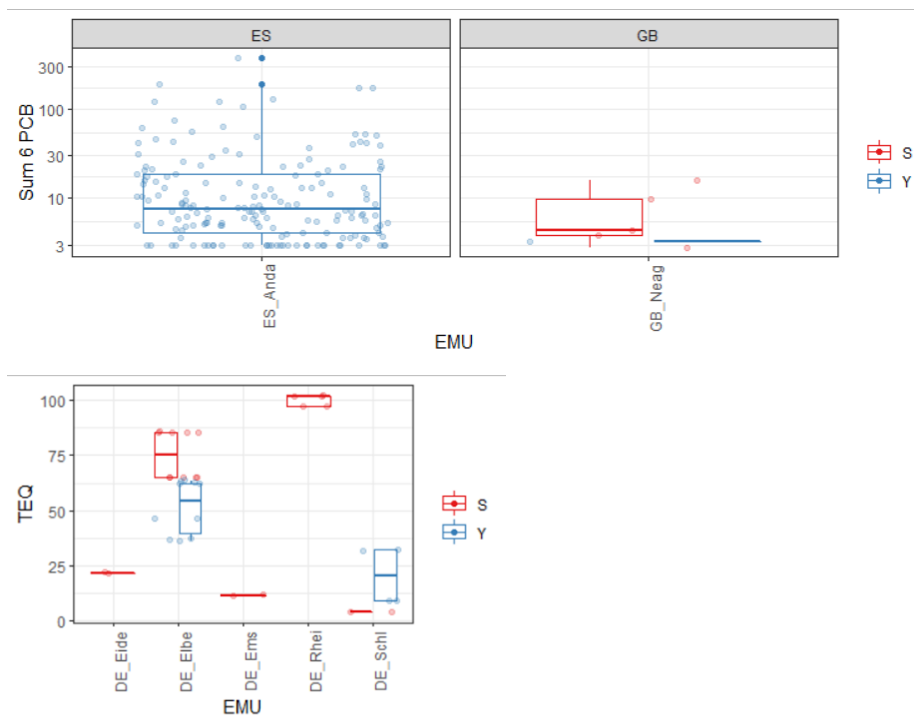 ES
GB
Sum 6 PCB
300
100
30
10
3
ES_Anda
GB_Neag
EMU
S
Y
TEQ
100
75
50
25
0
DE_Eide
DE_Elbe
DE_Ems
DE_Rhei
DE_Schl
EMU
S
Y